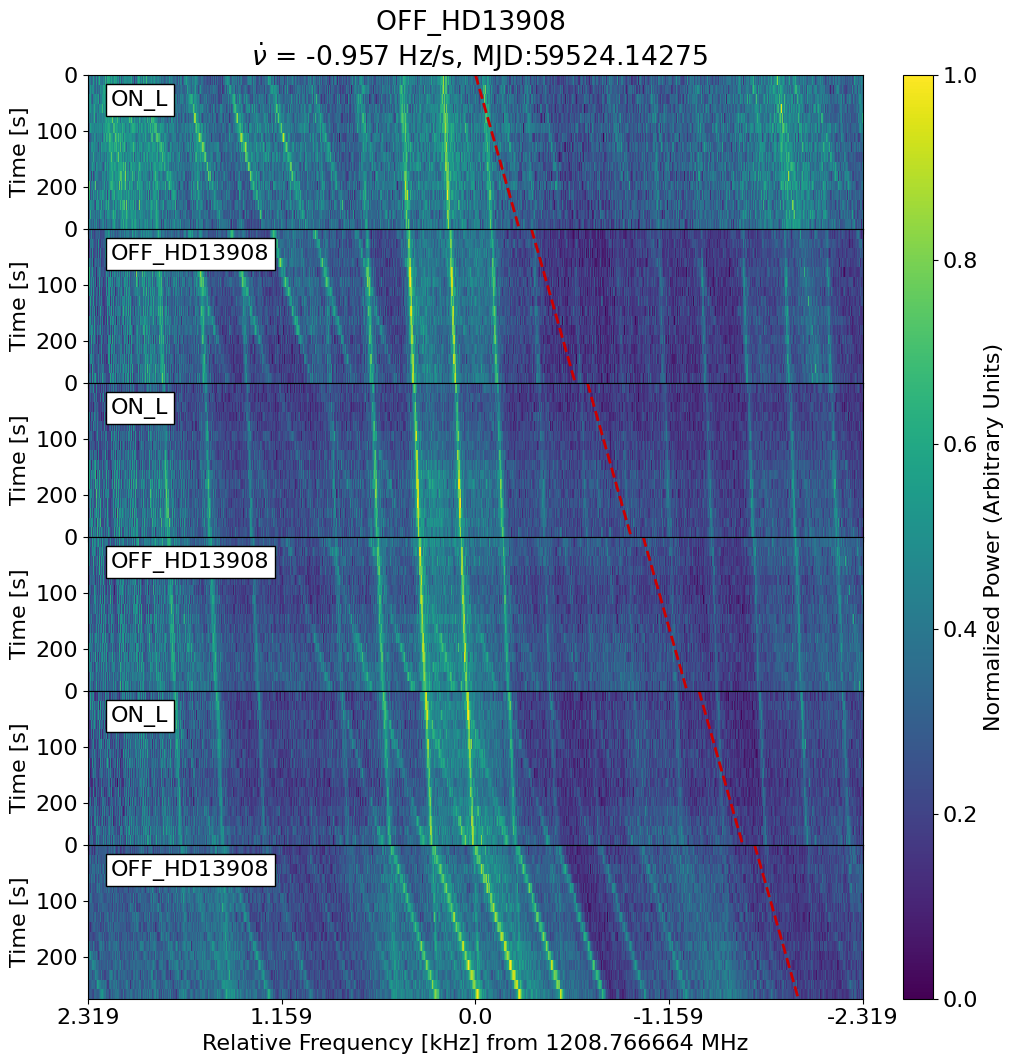 OFF_HD13908
ν̇ = -0.957 Hz/s, MJD:59524.14275
0
ON_L
100
200
Time [s]
0
OFF_HD13908
100
200
Time [s]
0
ON_L
100
200
Time [s]
0
OFF_HD13908
100
200
Time [s]
0
ON_L
100
200
Time [s]
0
OFF_HD13908
100
200
Time [s]
2.319 1.159 0.0 -1.159 -2.319
Relative Frequency [kHz] from 1208.766664 MHz
1.0
0.8
0.6
0.4
0.2
0.0
Normalized Power (Arbitrary Units)